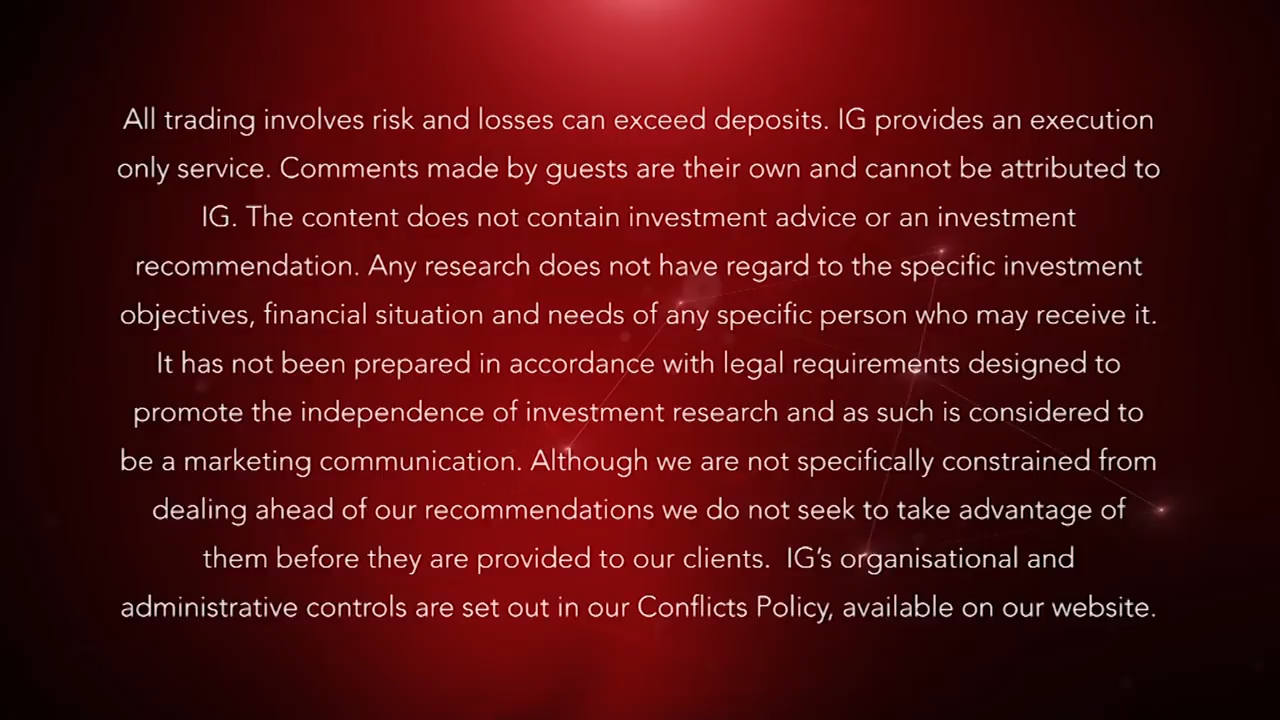 All trading involves risk and losses can exceed deposits. IG provides an execution
only service. Comments made by guests are their own and cannot be attributed to
IG. The content does not contain investment advice or an investment
recommendation. Any research does not have regard to the specific investment
objectives, financial situation and needs of any specific person who may receive it.
It has not been prepared in accordance with legal requirements designed to
promote the independence of investment research and as such is considered to
be a marketing communication. Although we are not specifically constrained from
dealing ahead of our recommendations we do not seek to take advantage of
them before they are provided to our clients.  IG’s organisational and
administrative controls are set out in our Conflicts Policy, available on our website.